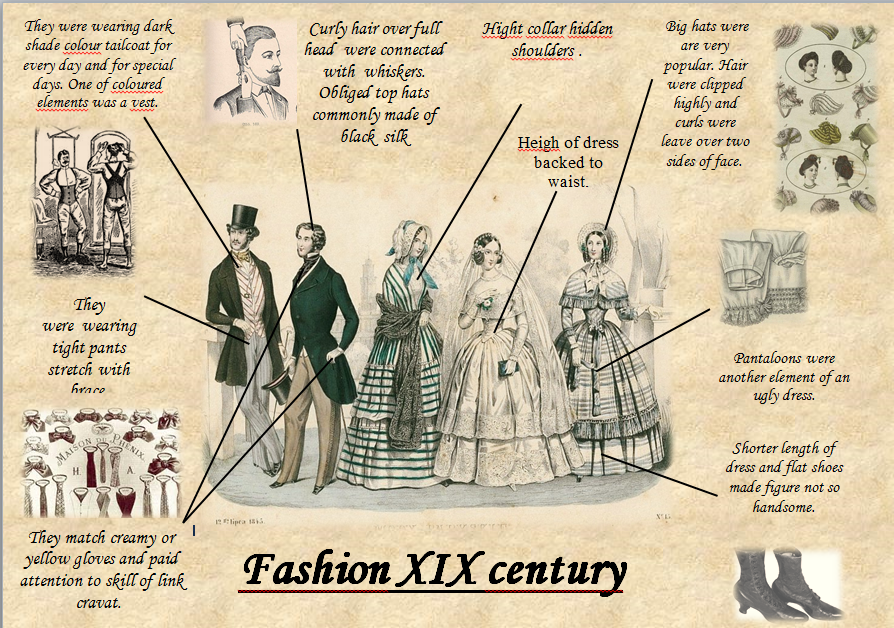 They were wearing dark
shade colour tailcoat for
every day and for special
days. One of coloured
elements was a vest.
Curly hair over full
head were connected
with whiskers.
Obliged top hats
commonly made of
black silk
Hight collar hidden
shoulders .
Heigh of dress
backed to
waist.
Big hats were
are very
popular. Hair
were clipped
highly and
curls were
leave over two
sides of face.
They
were wearing
tight pants
stretch with
brace
Pantaloons were
another element of an
ugly dress.
Shorter length of
dress and flat shoes
made figure not so
handsome.
MAISON DU PHENIX.
H. A.
They match creamy or
yellow gloves and paid
attention to skill of link
cravat.
Fashion XIX century